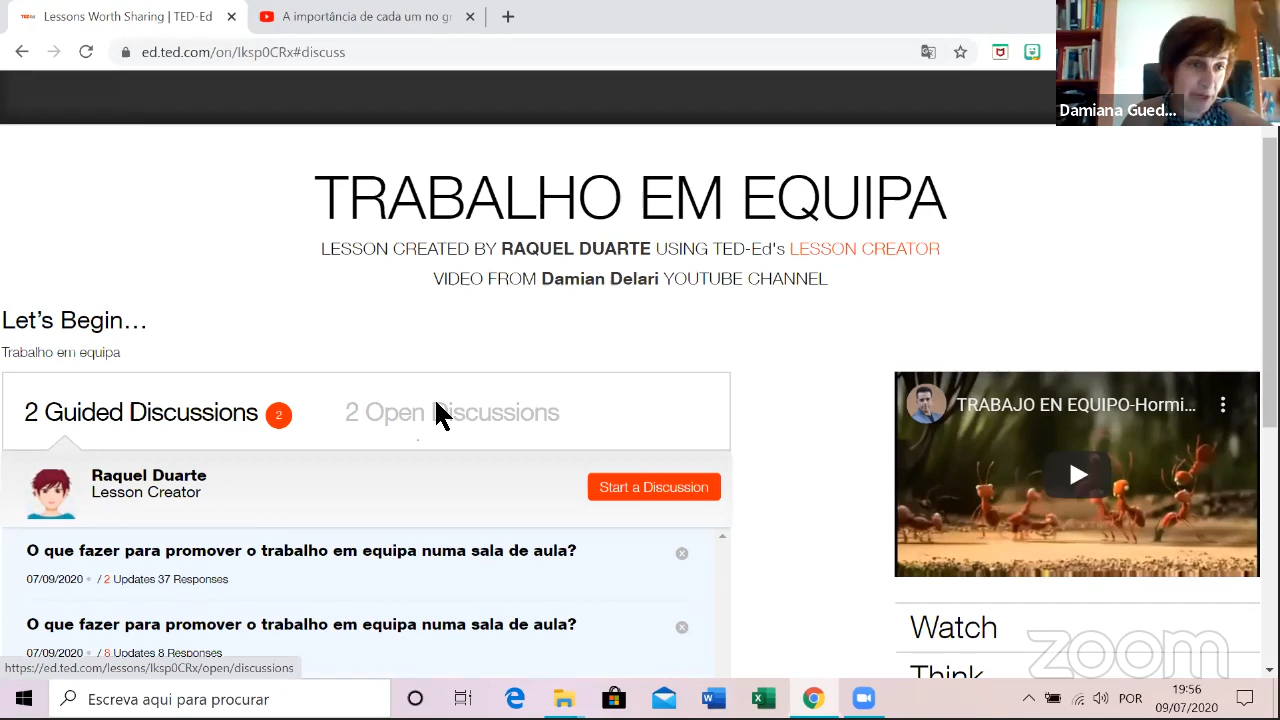 Lessons Worth Sharing | TED-Ed
A importância de cada um no gr
ed.ted.com/on/lksp0CRx#discuss
Damiana Gued...
TRABALHO EM EQUIPA
LESSON CREATED BY RAQUEL DUARTE USING TED-Ed's LESSON CREATOR
VIDEO FROM Damian Delari YOUTUBE CHANNEL
Let's Begin…
Trabalho em equipa
2 Guided Discussions 2
2 Open Discussions
Raquel Duarte
Lesson Creator
Start a Discussion
O que fazer para promover o trabalho em equipa numa sala de aula?
07/09/2020 / 2 Updates 37 Responses
O que fazer para promover o trabalho em equipa numa sala de aula?
07/09/2020 / 8 Updates 8 Responses
TRABAJO EN EQUIPO-Hormi...
Watch
Think
zoom
https://ed.ted.com/lessons/lksp0CRx/open/discussions
Escreva aqui para procurar
POR
19:56
09/07/2020